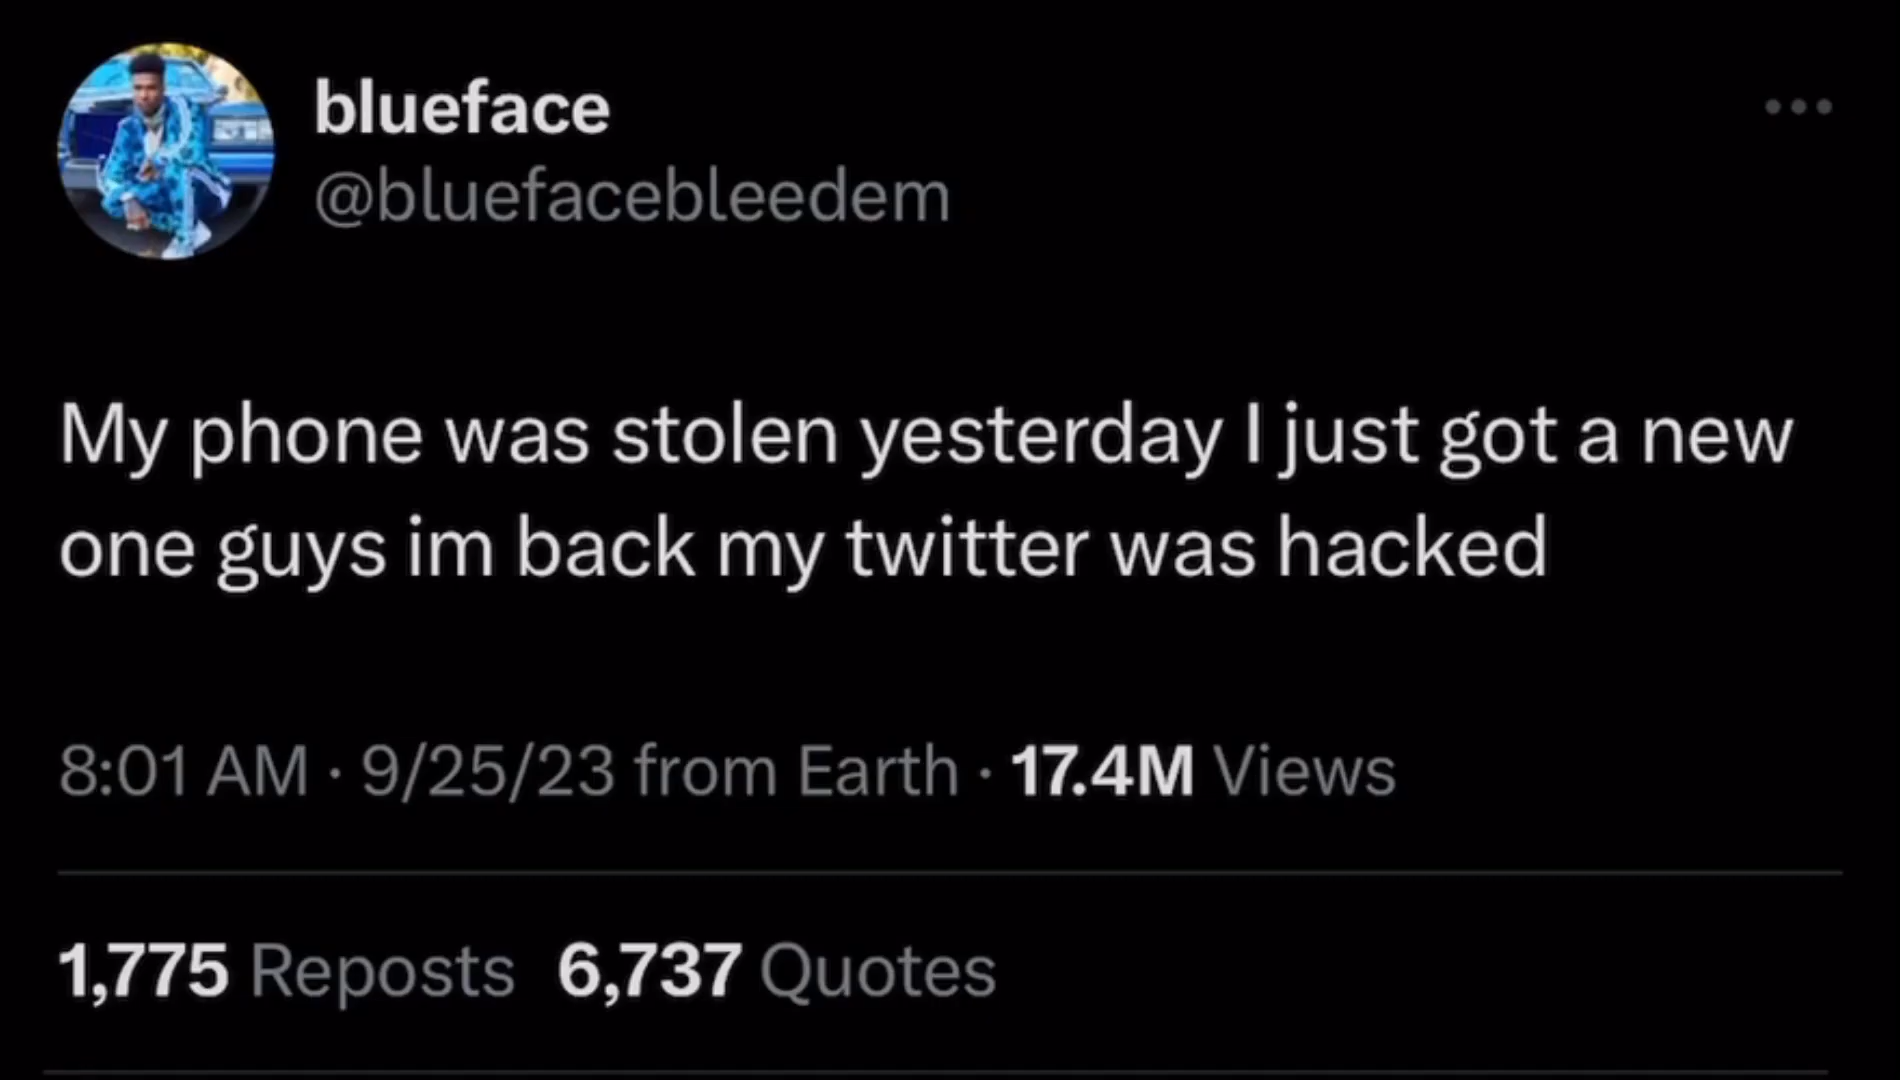 blueface
@bluefacebleedem
My phone was stolen yesterday I just got a new
one guys im back my twitter was hacked
8:01 AM · 9/25/23 from Earth · 17.4M Views
1,775 Reposts 6,737 Quotes